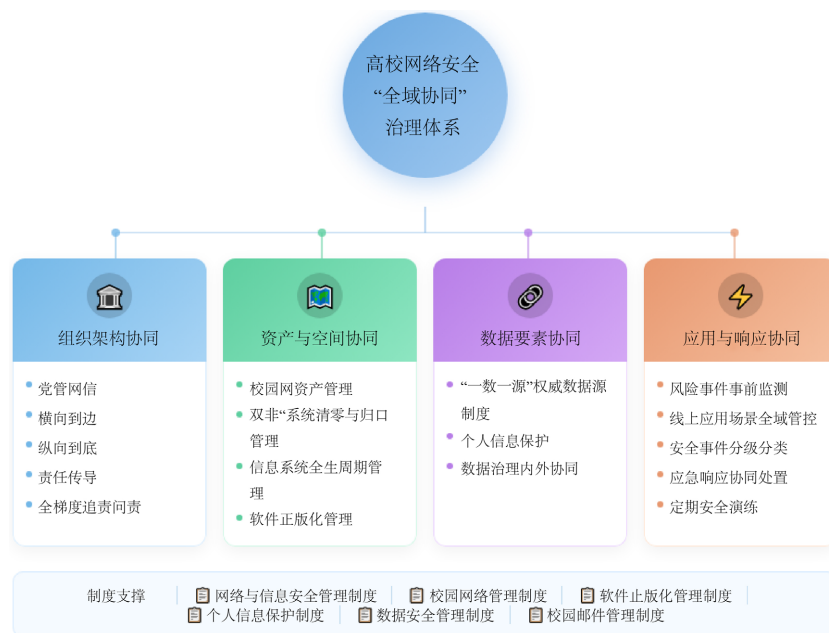 高校网络安全
“全域协同”
治理体系
组织架构协同
党管网信
横向到边
纵向到底
责任传导
全梯度追责问责
资产与空间协同
校园网资产管理
双非“系统清零与归口
管理
信息系统全生周期管
理
软件正版化管理
数据要素协同
“一数一源”权威数据源
制度
个人信息保护
数据治理内外协同
应用与响应协同
风险事件事前监测
线上应用场景全域管控
安全事件分级分类
应急响应协同处置
定期安全演练
制度支撑 网络与信息安全管理制度 校园网络管理制度 软件止版化管理制度
个人信息保护制度 数据安全管理制度 校园邮件管理制度